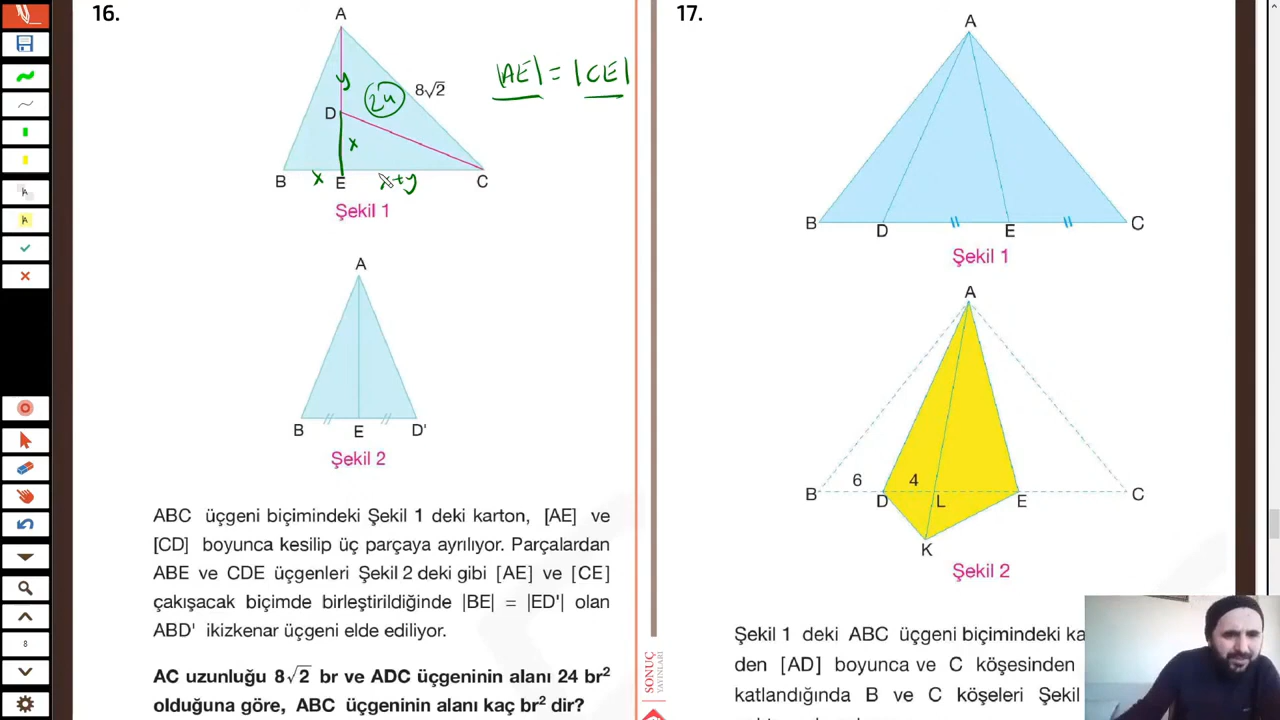 16.
A
y
24
8√2
|AE| = |CE|
D
x
B
x
E
x+y
C
Şekil 1
A
B
E
D'
Şekil 2
ABC üçgeni biçimindeki Şekil 1 deki karton, [AE] ve
[CD] boyunca kesilip üç parçaya ayrılıyor. Parçalardan
ABE ve CDE üçgenleri Şekil 2 deki gibi [AE] ve [CE]
çakışacak biçimde birleştirildiğinde |BE| = |ED'| olan
ABD' ikizkenar üçgeni elde ediliyor.
AC uzunluğu 8√2 br ve ADC üçgeninin alanı 24 br²
olduğuna göre, ABC üçgeninin alanı kaç br² dir?
SONUÇ
YAYINLARI
17.
A
B
D
E
C
Şekil 1
A
B
6
D
4
L
E
C
K
Şekil 2
Şekil 1 deki ABC üçgeni biçimindeki ka
den [AD] boyunca ve C köşesinden
katlandığında B ve C köşeleri Şekil
A
A
8